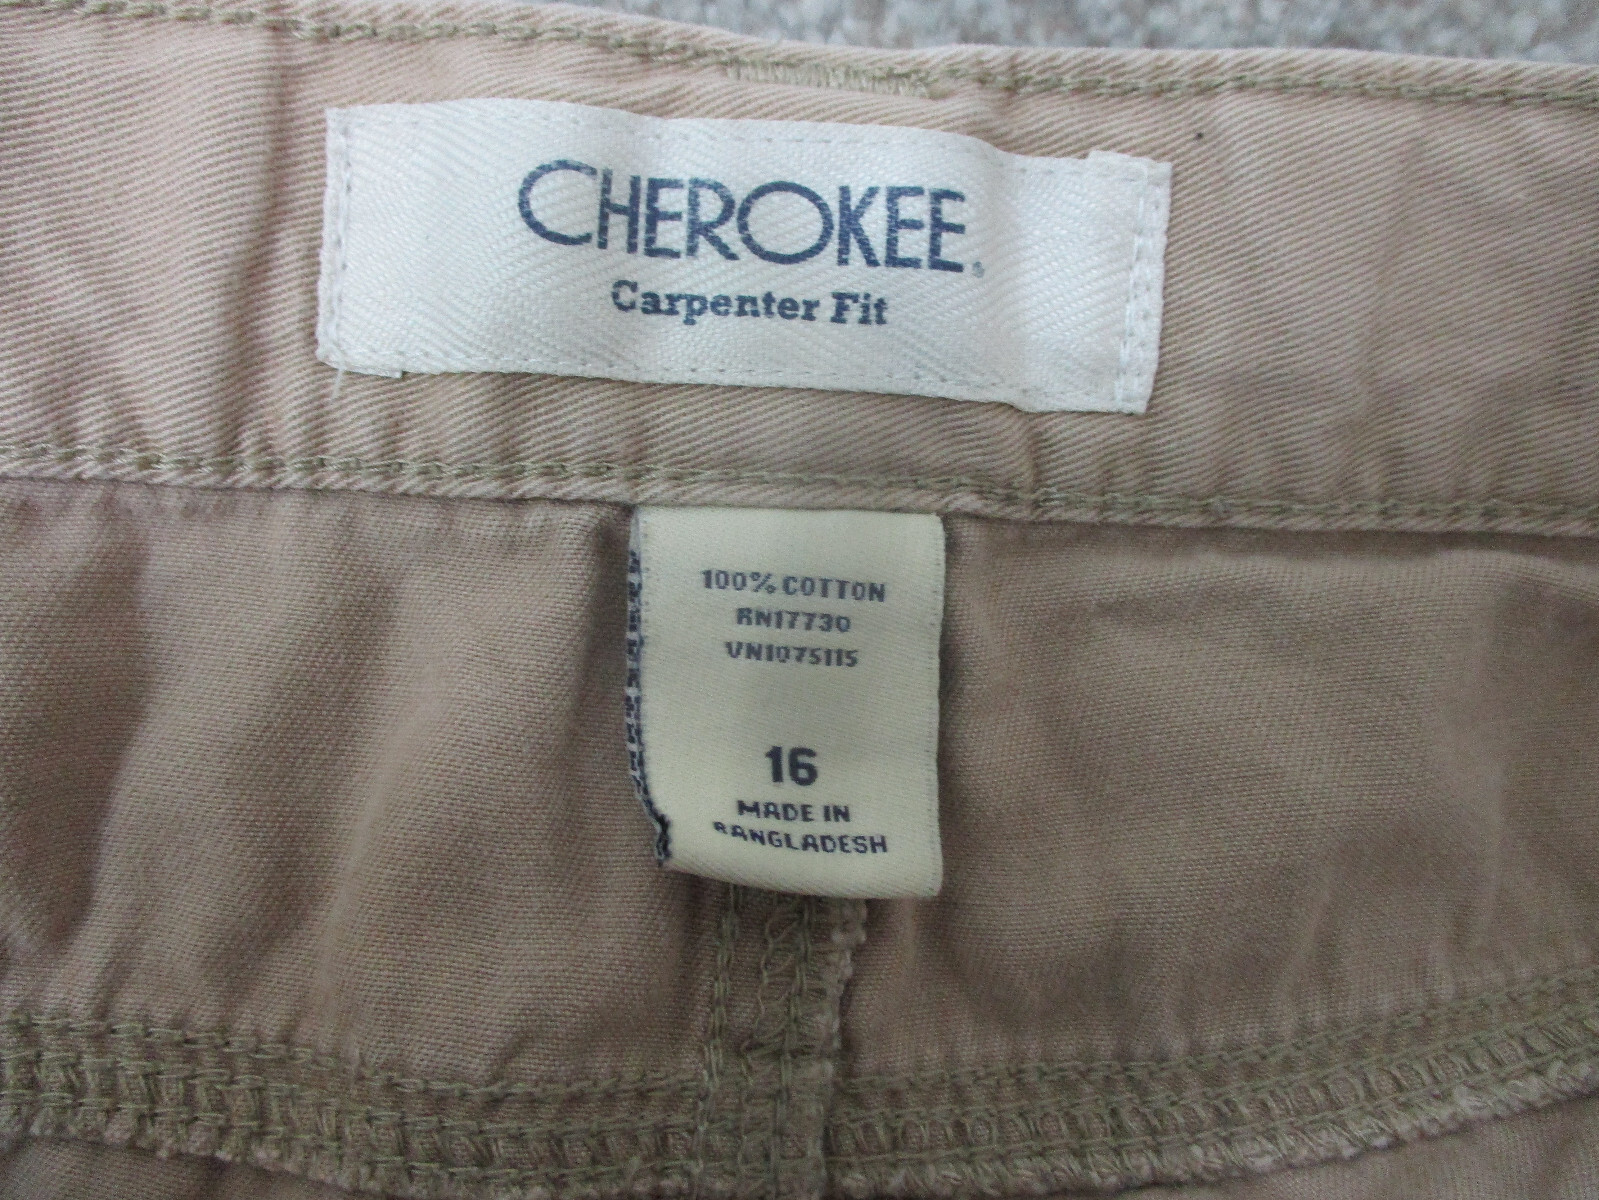 CHEROKEE
Carpenter Fit
100% COTTON
RN17730
VN1075115
16
MADE IN
BANGLADESH